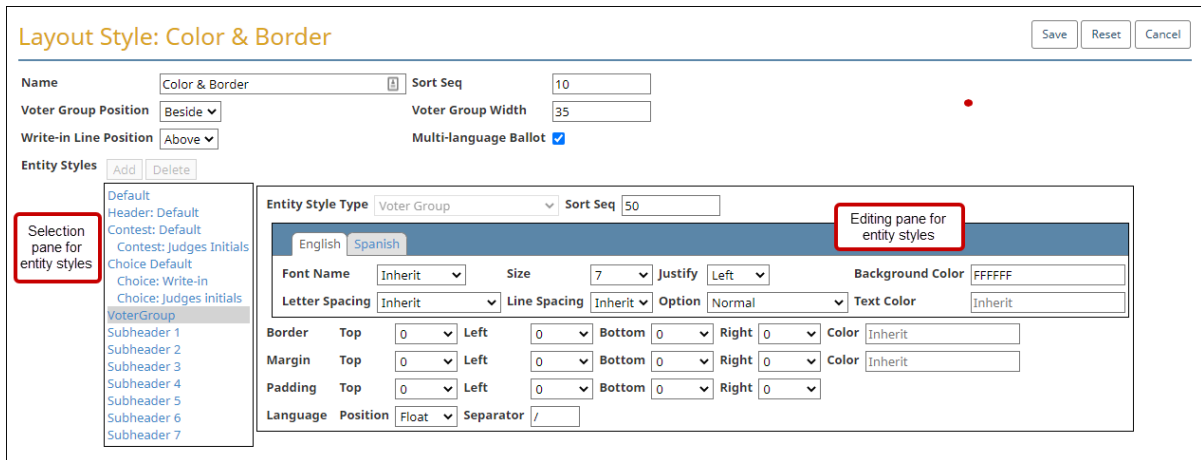 Layout Style: Color & Border Save Reset Cancel
Name Color & Border Sort Seq 10
Voter Group Position Beside Voter Group Width 35
Write-in Line Position Above Multi-language Ballot
Entity Styles Add Delete
Selection
pane for
entity styles
Default
Header: Default
Contest: Default
Contest: Judges Initials
Choice Default
Choice: Write-in
Choice: Judges initials
VoterGroup
Subheader 1
Subheader 2
Subheader 3
Subheader 4
Subheader 5
Subheader 6
Subheader 7
Entity Style Type Voter Group Sort Seq 50
Editing pane for
entity styles
English Spanish
Font Name Inherit Size 7 Justify Left Background Color FFFFFF
Letter Spacing Inherit Line Spacing Inherit Option Normal Text Color Inherit
Border Top 0 Left 0 Bottom 0 Right 0 Color Inherit
Margin Top 0 Left 0 Bottom 0 Right 0 Color Inherit
Padding Top 0 Left 0 Bottom 0 Right 0
Language Position Float Separator /